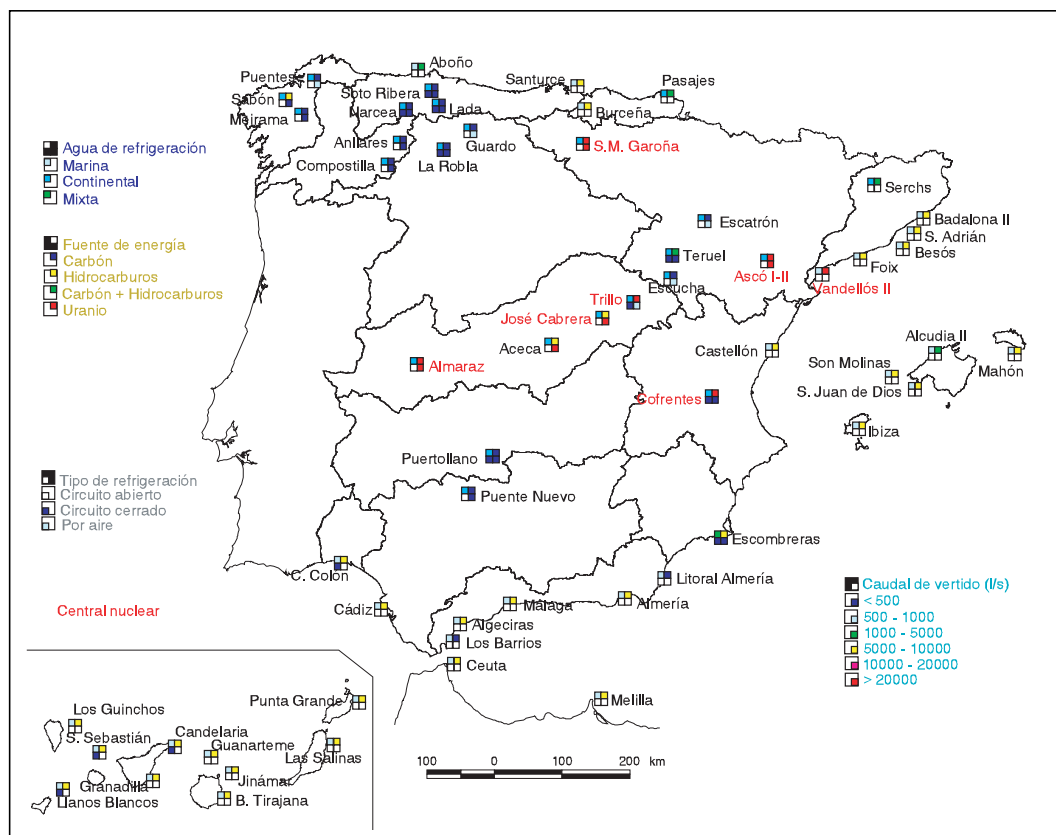 Aboño
Puentes
Santurce
Pasajes
Soto Ribera
Sabón
Narcea
Lada
Burceña
Meirama
Anllares
Guardo
S.M. Garoña
Agua de refrigeración
Marina
Continental
Mixta
Compostilla
La Robla
Serchs
Escatrón
Badalona II
S. Adrián
Besós
Fuente de energía
Carbón
Hidrocarburos
Carbón + Hidrocarburos
Uranio
Teruel
Ascó I-II
Foix
Escucha
Vandellós II
Trillo
José Cabrera
Aceca
Castellón
Alcudia II
Almaraz
Son Molinas
Mahón
S. Juan de Dios
Cofrentes
Ibiza
Puertollano
Tipo de refrigeración
Circuito abierto
Circuito cerrado
Por aire
Puente Nuevo
Escombreras
C. Colón
Litoral Almería
Caudal de vertido (l/s)
< 500
500 - 1000
1000 - 5000
5000 - 10000
10000 - 20000
> 20000
Central nuclear
Cádiz
Málaga
Almería
Algeciras
Los Barrios
Ceuta
Melilla
Punta Grande
Los Guinchos
S. Sebastián
Candelaria
Guanarteme
Las Salinas
Granadilla
Jinámar
Llanos Blancos
B. Tirajana
100 0 100 200 km